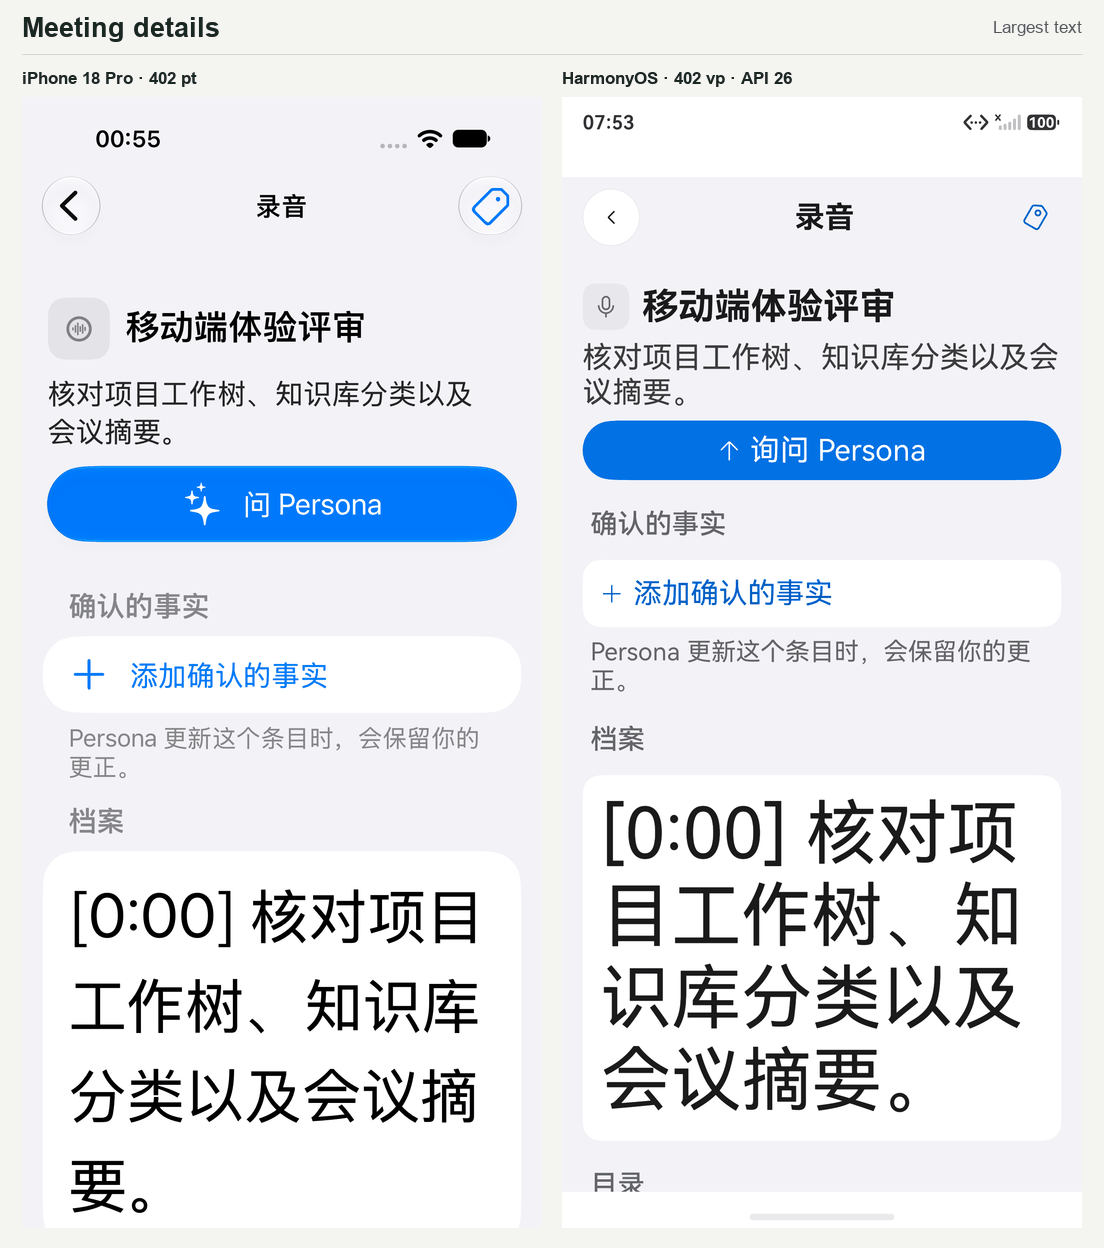 Meeting details
Largest text
iPhone 18 Pro · 402 pt
00:55
录音
移动端体验评审
核对项目工作树、知识库分类以及
会议摘要。
问 Persona
确认的事实
添加确认的事实
Persona 更新这个条目时，会保留你的
更正。
档案
[0:00] 核对项目
工作树、知识库
分类以及会议摘
要。
HarmonyOS · 402 vp · API 26
07:53
100
录音
移动端体验评审
核对项目工作树、知识库分类以及会
议摘要。
询问 Persona
确认的事实
添加确认的事实
Persona 更新这个条目时，会保留你的更
正。
档案
[0:00] 核对项
目工作树、知
识库分类以及
会议摘要。
目录